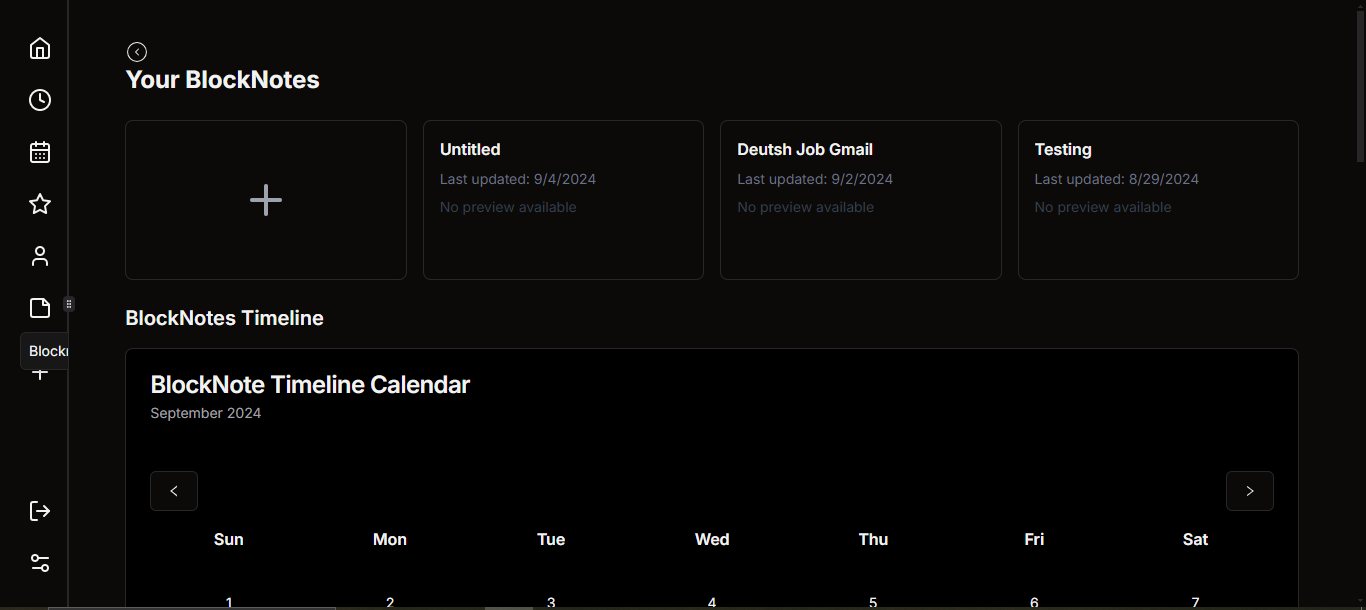 Your BlockNotes
Untitled
Last updated: 9/4/2024
No preview available
Deutsh Job Gmail
Last updated: 9/2/2024
No preview available
Testing
Last updated: 8/29/2024
No preview available
BlockNotes Timeline
Block
BlockNote Timeline Calendar
September 2024
Sun Mon Tue Wed Thu Fri Sat
1 2 3 4 5 6 7